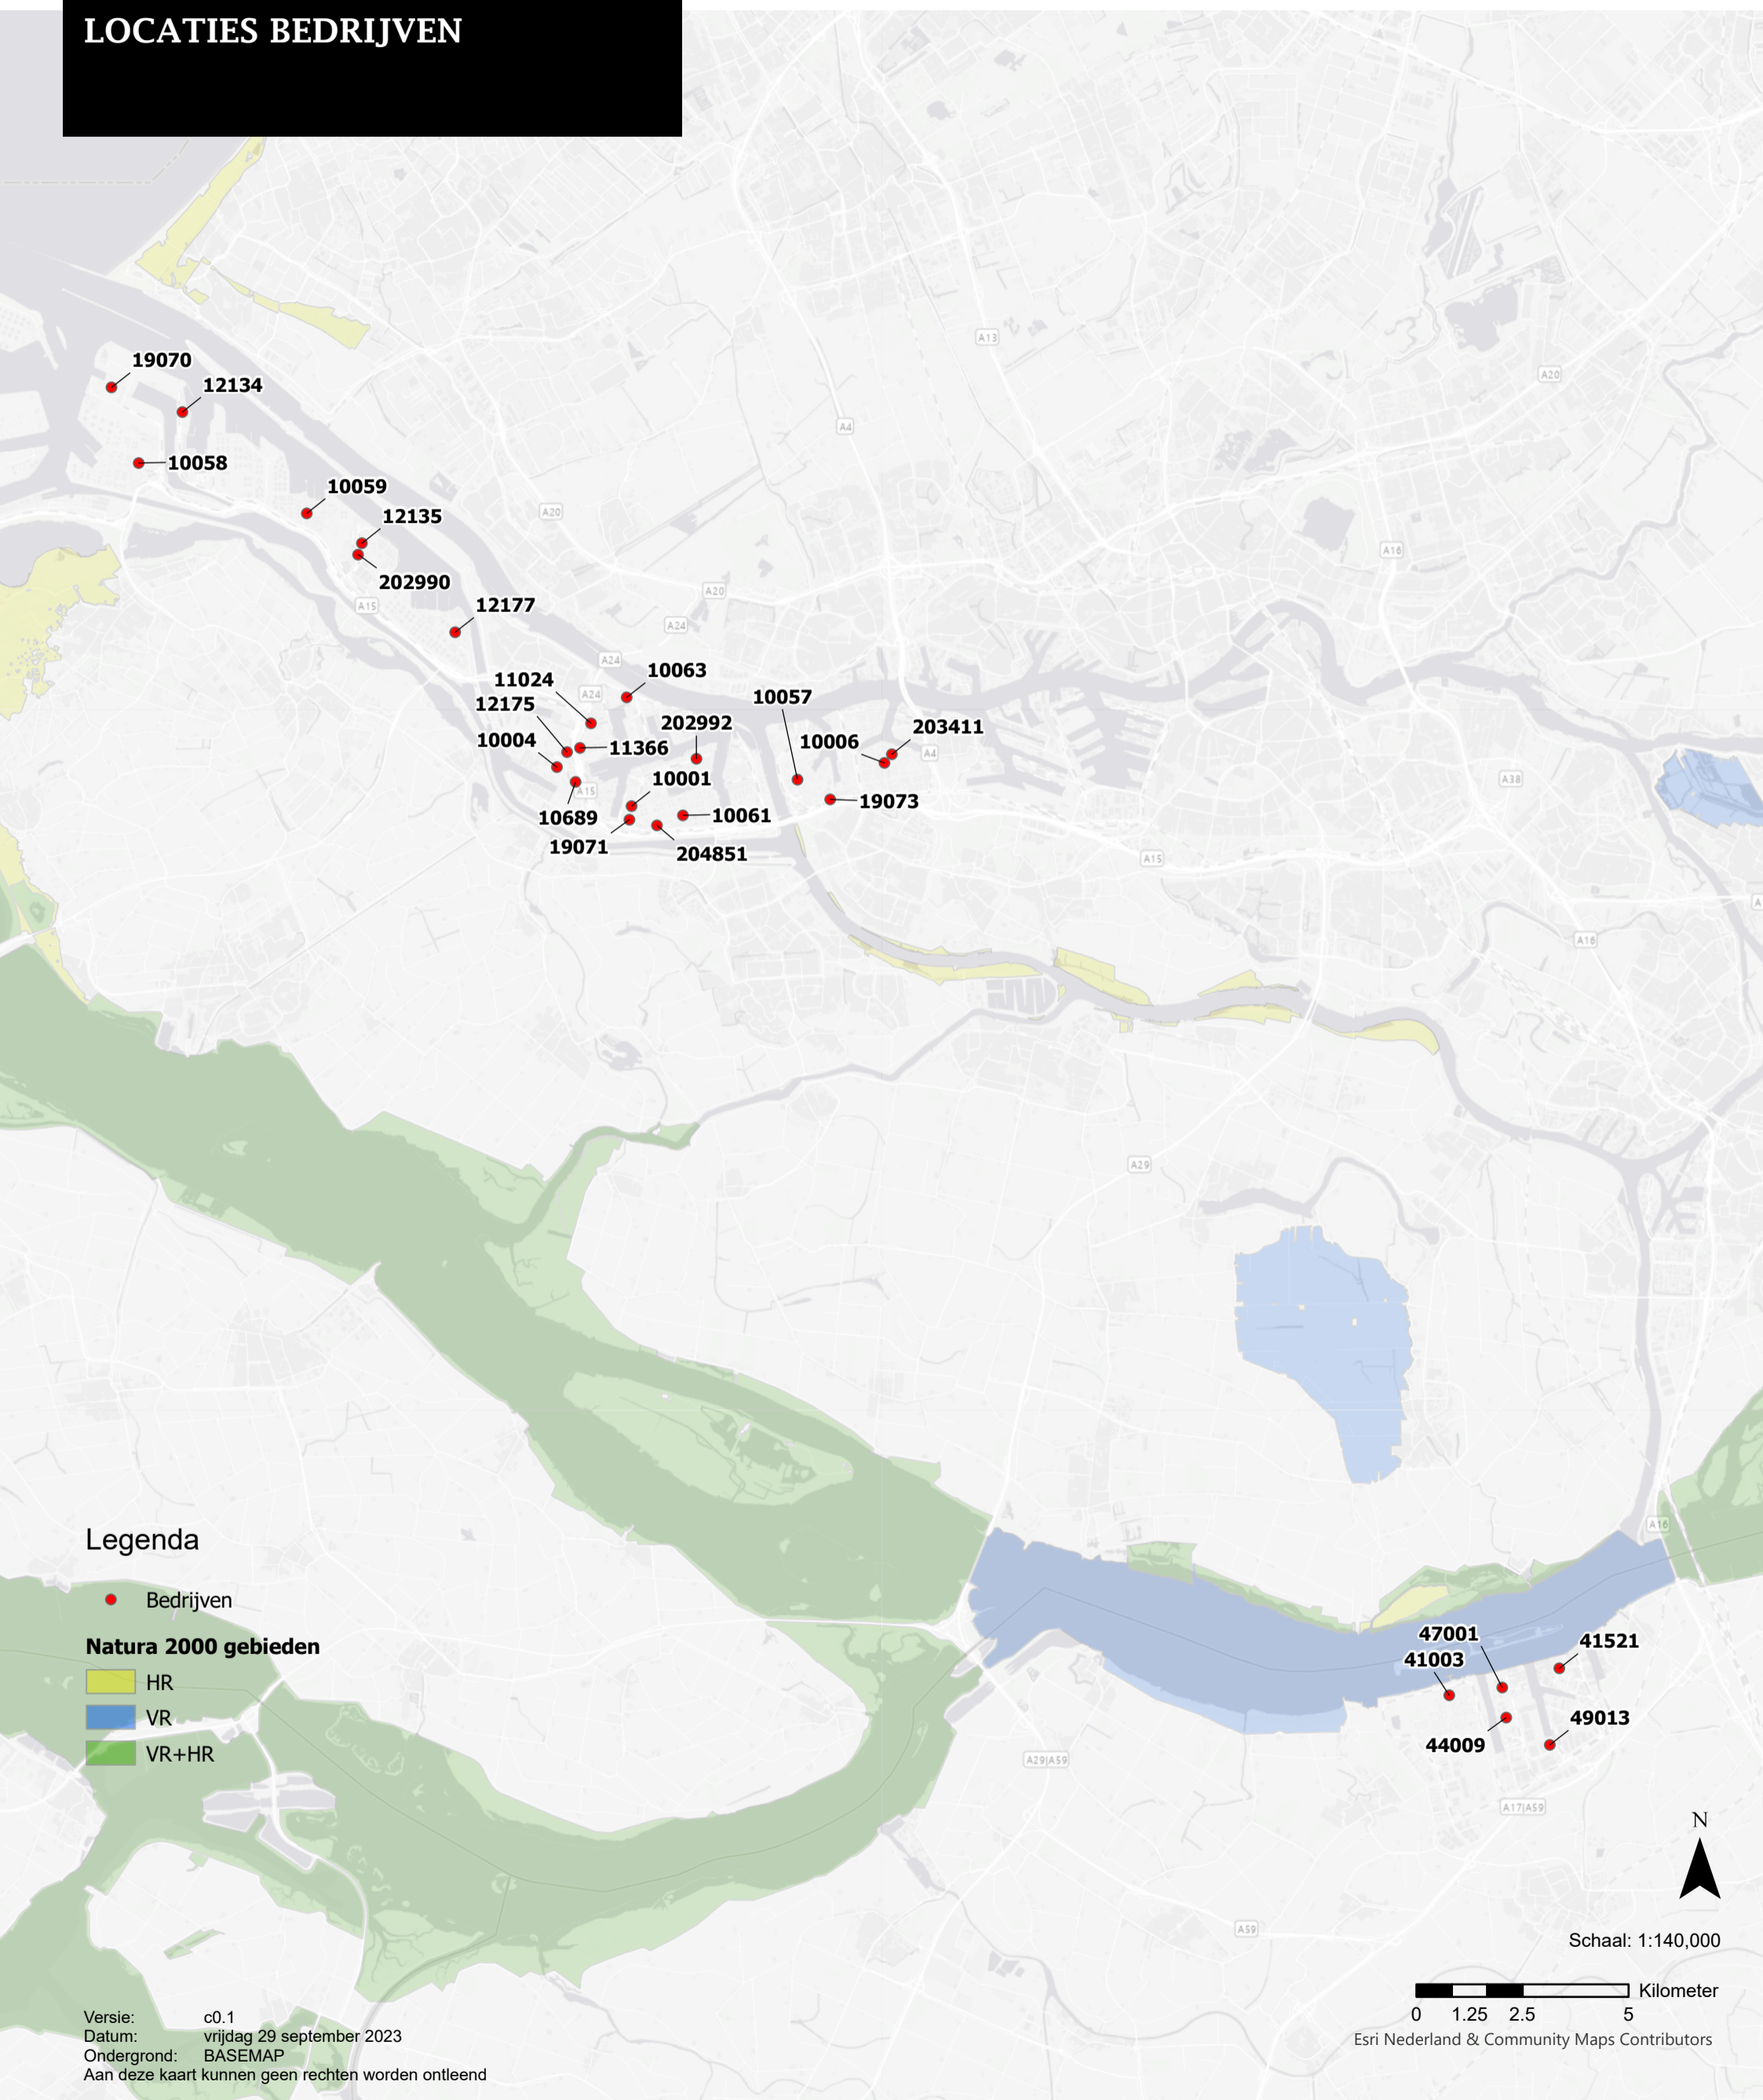 LOCATIES BEDRIJVEN
A13
A20
19070
12134
A4
10058
10059
A20
12135
A16
202990
A20
A15
12177
A24
A24
10063
11024
A24
12175
10057
202992
203411
10004
11366
10006
A4
10001
A38
A15
10689
10061
19073
19071
204851
A15
A
A16
A29
Legenda
A16
Bedrijven
Natura 2000 gebieden
HR
VR
VR+HR
47001
41521
41003
49013
44009
A29|A59
A17|A59
N
A59
Schaal: 1:140,000
Kilometer
0 1.25 2.5 5
Esri Nederland & Community Maps Contributors
Versie: c0.1
Datum: vrijdag 29 september 2023
Ondergrond: BASEMAP
Aan deze kaart kunnen geen rechten worden ontleend